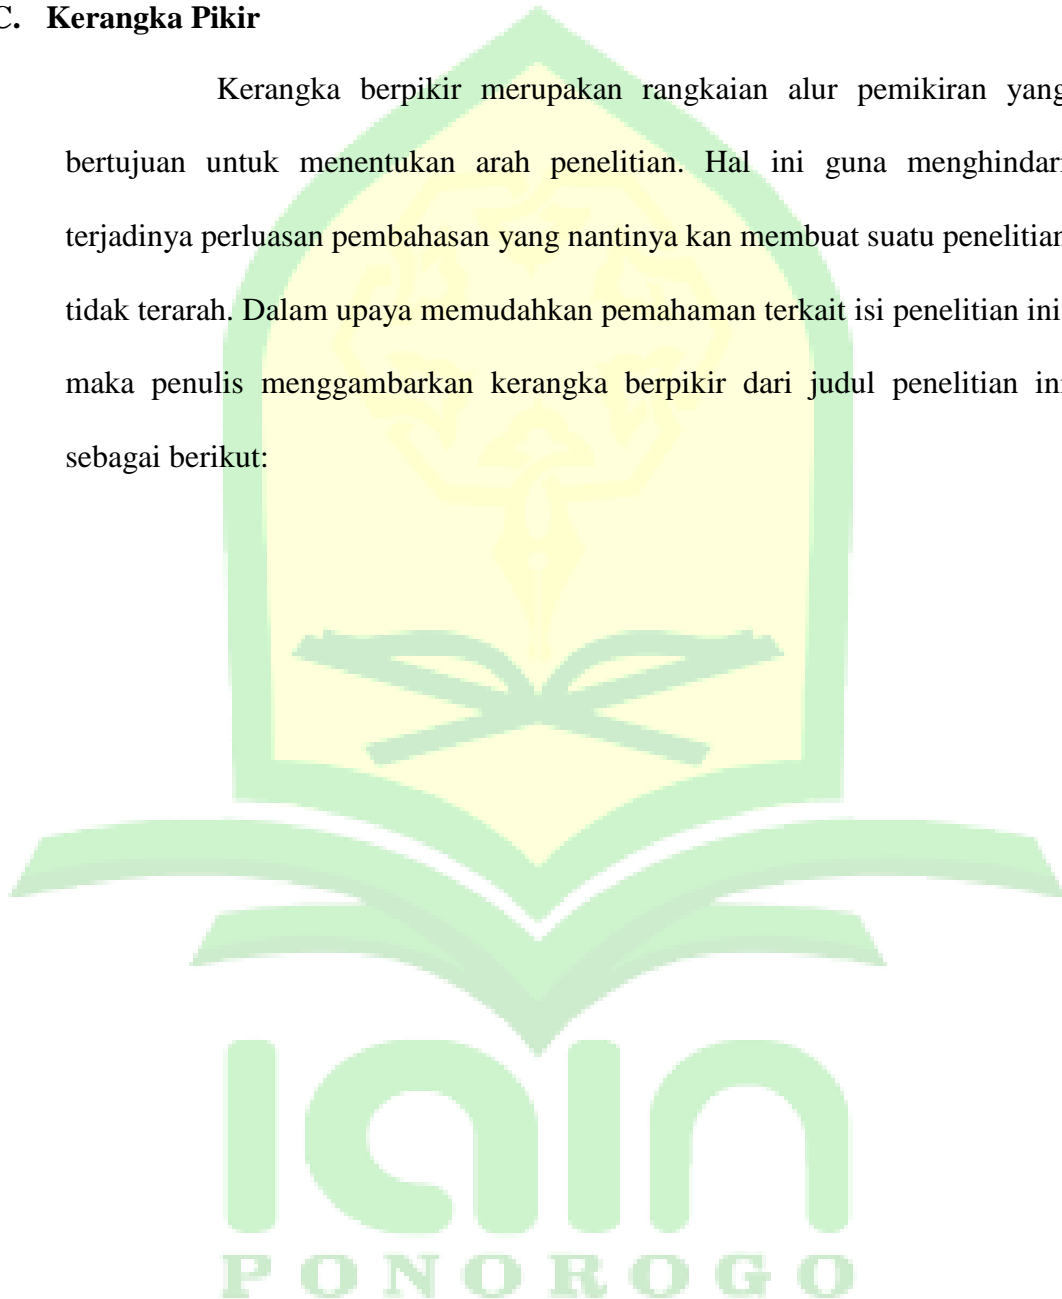 C. Kerangka Pikir
Kerangka berpikir merupakan rangkaian alur pemikiran yang
bertujuan untuk menentukan arah penelitian. Hal ini guna menghindari
terjadinya perluasan pembahasan yang nantinya kan membuat suatu penelitian
tidak terarah. Dalam upaya memudahkan pemahaman terkait isi penelitian ini
maka penulis menggambarkan kerangka berpikir dari judul penelitian ini
sebagai berikut:
iain
PONOROGO